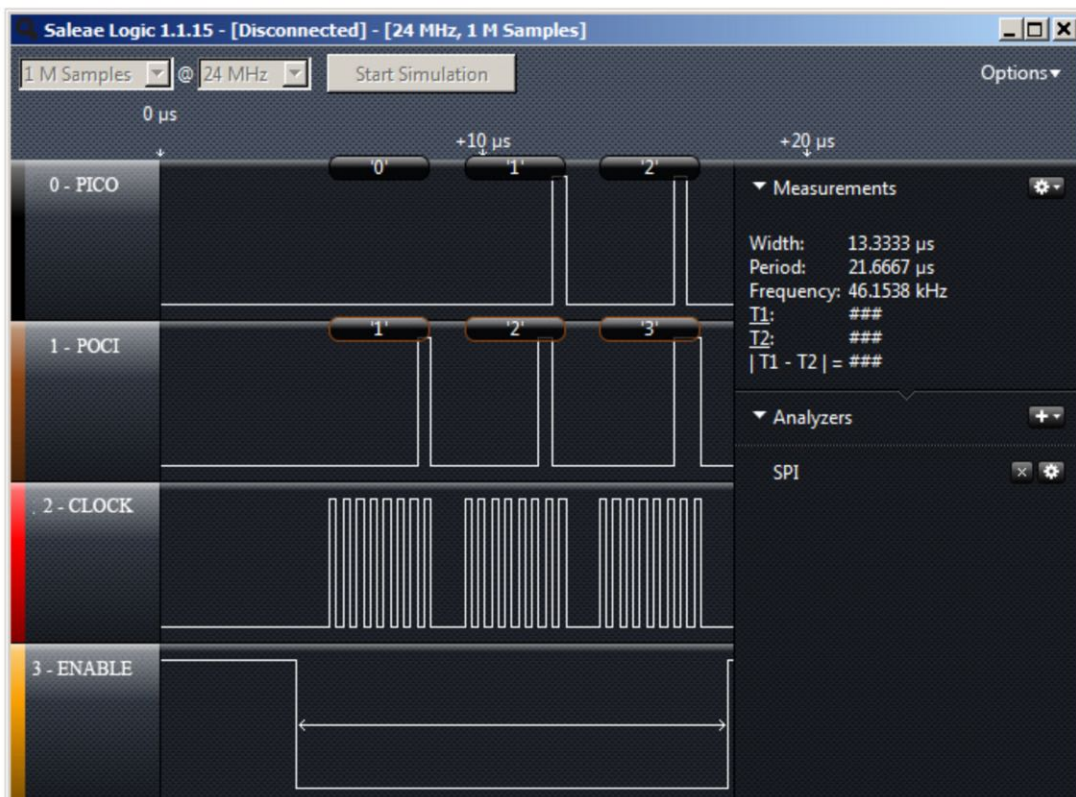 Saleae Logic 1.1.15 - [Disconnected] - [24 MHz, 1 M Samples]
1 M Samples @ 24 MHz Start Simulation Options
0 µs
+10 µs +20 µs
0 - PICO '0' '1' '2'
1 - POCI '1' '2' '3'
2 - CLOCK
3 - ENABLE
Measurements
Width: 13.3333 µs
Period: 21.6667 µs
Frequency: 46.1538 kHz
T1: ###
T2: ###
| T1 - T2 | = ###
Analyzers
SPI